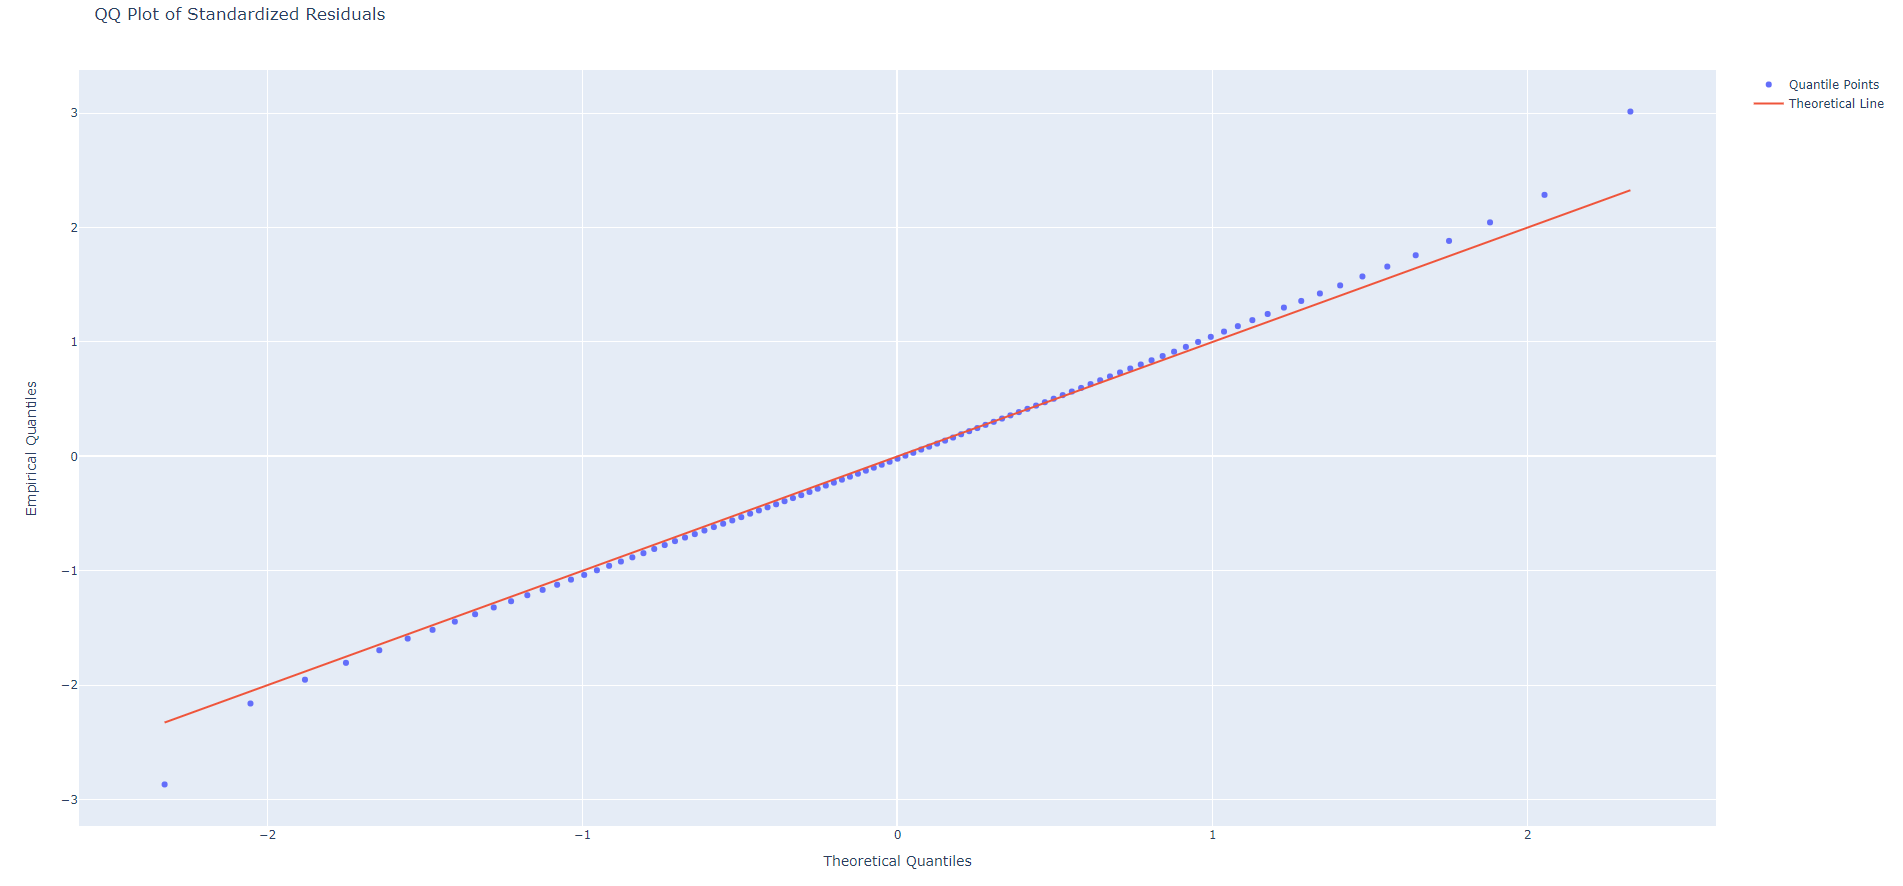 QQ Plot of Standardized Residuals
Quantile Points
Theoretical Line
Empirical Quantiles
3
2
1
0
−1
−2
−3
−2
−1
0
1
2
Theoretical Quantiles